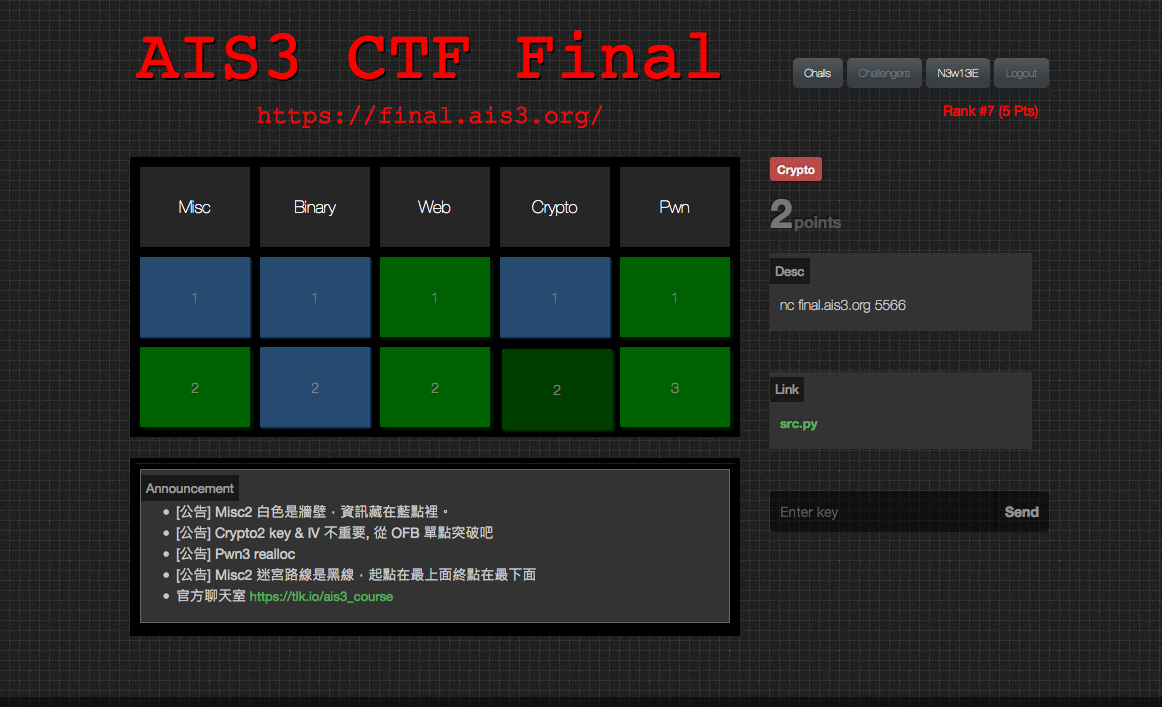 AIS3 CTF Final
https://final.ais3.org/
Challs Challengers N3w13lE Logout
Rank #7 (5 Pts)
Misc Binary Web Crypto Pwn
1 1 1 1 1
2 2 2 2 3
Crypto
2 points
Desc
nc final.ais3.org 5566
Link
src.py
Enter key Send
Announcement
[公告] Misc2 白色是牆壁，資訊藏在藍點裡。
[公告] Crypto2 key & IV 不重要, 從 OFB 單點突破吧
[公告] Pwn3 realloc
[公告] Misc2 迷宮路線是黑線，起點在最上面終點在最下面
官方聊天室 https://tlk.io/ais3_course